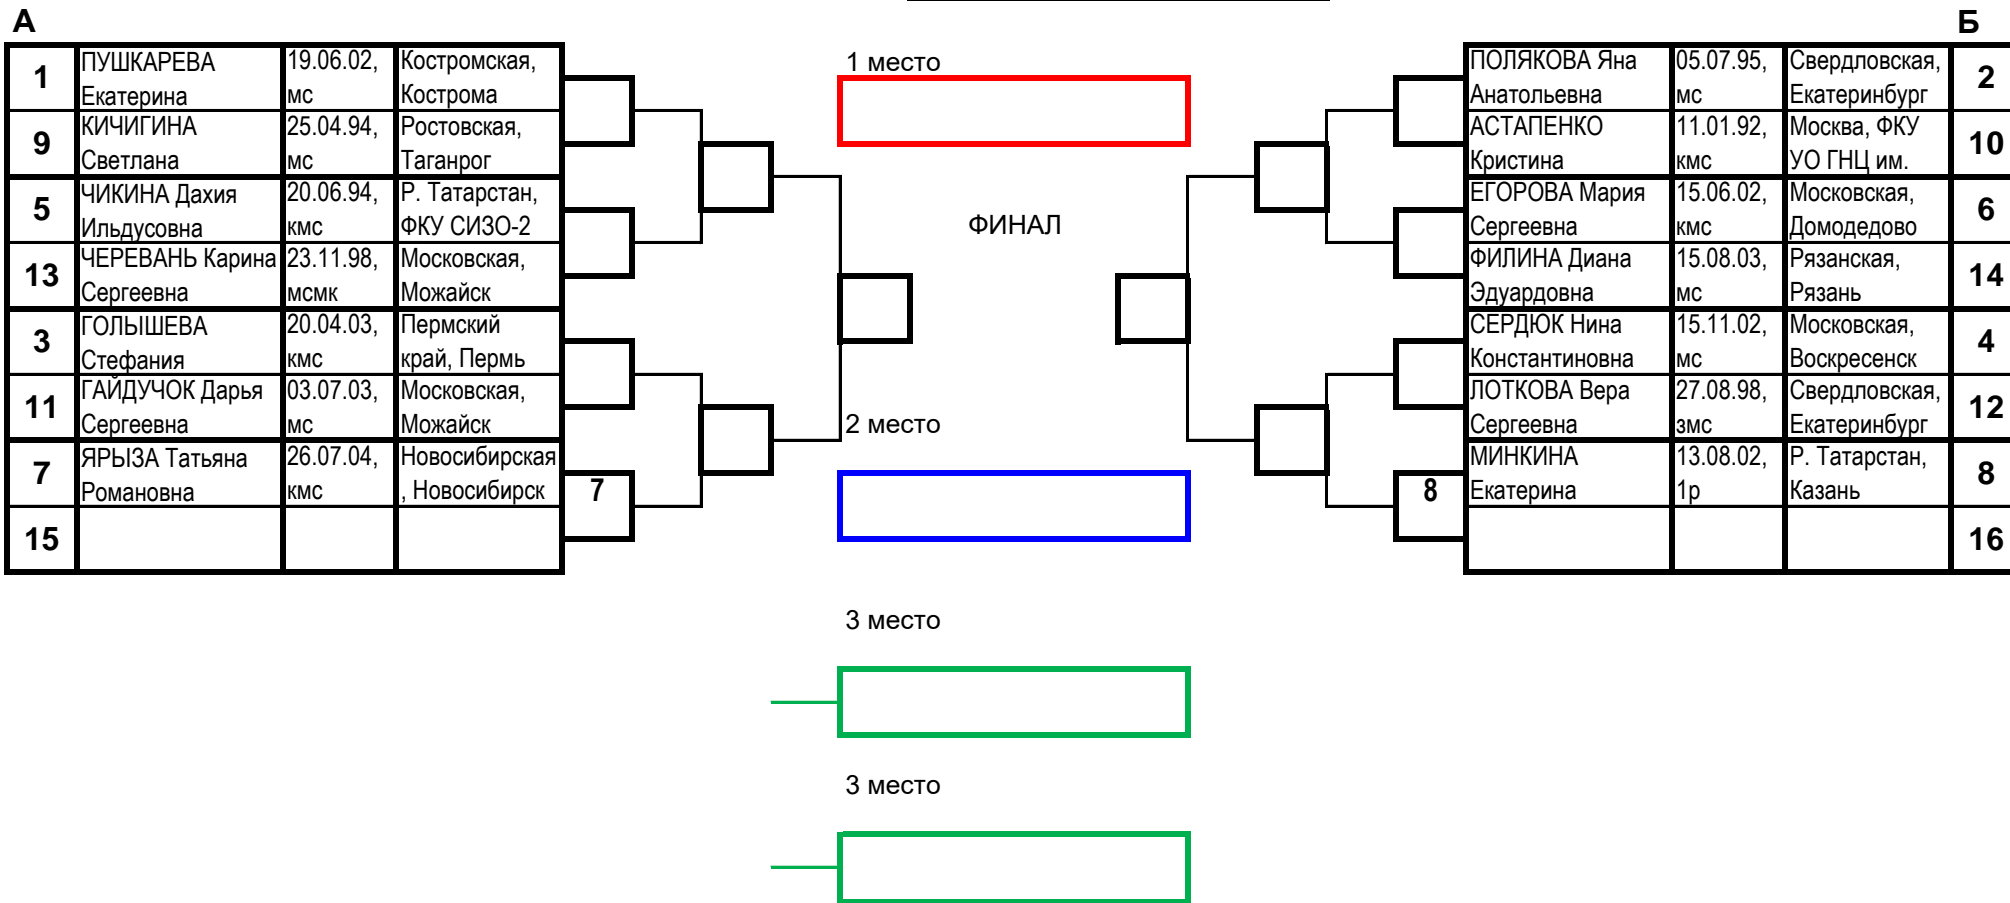 А
Б
1
ПУШКАРЕВА
Екатерина
19.06.02,
мс
Костромская,
Кострома
9
КИЧИГИНА
Светлана
25.04.94,
мс
Ростовская,
Таганрог
5
ЧИКИНА Дахия
Ильдусовна
20.06.94,
кмс
Р. Татарстан,
ФКУ СИЗО-2
13
ЧЕРЕВАНЬ Карина
Сергеевна
23.11.98,
мсмк
Московская,
Можайск
3
ГОЛЫШЕВА
Стефания
20.04.03,
кмс
Пермский
край, Пермь
11
ГАЙДУЧОК Дарья
Сергеевна
03.07.03,
мс
Московская,
Можайск
7
ЯРЫЗА Татьяна
Романовна
26.07.04,
кмс
Новосибирская
, Новосибирск
7
15
1 место
ФИНАЛ
2 место
3 место
3 место
ПОЛЯКОВА Яна
Анатольевна
05.07.95,
мс
Свердловская,
Екатеринбург
2
АСТАПЕНКО
Кристина
11.01.92,
кмс
Москва, ФКУ
УО ГНЦ им.
10
ЕГОРОВА Мария
Сергеевна
15.06.02,
кмс
Московская,
Домодедово
6
ФИЛИНА Диана
Эдуардовна
15.08.03,
мс
Рязанская,
Рязань
14
СЕРДЮК Нина
Константиновна
15.11.02,
мс
Московская,
Воскресенск
4
ЛОТКОВА Вера
Сергеевна
27.08.98,
змс
Свердловская,
Екатеринбург
12
8
МИНКИНА
Екатерина
13.08.02,
1р
Р. Татарстан,
Казань
8
16